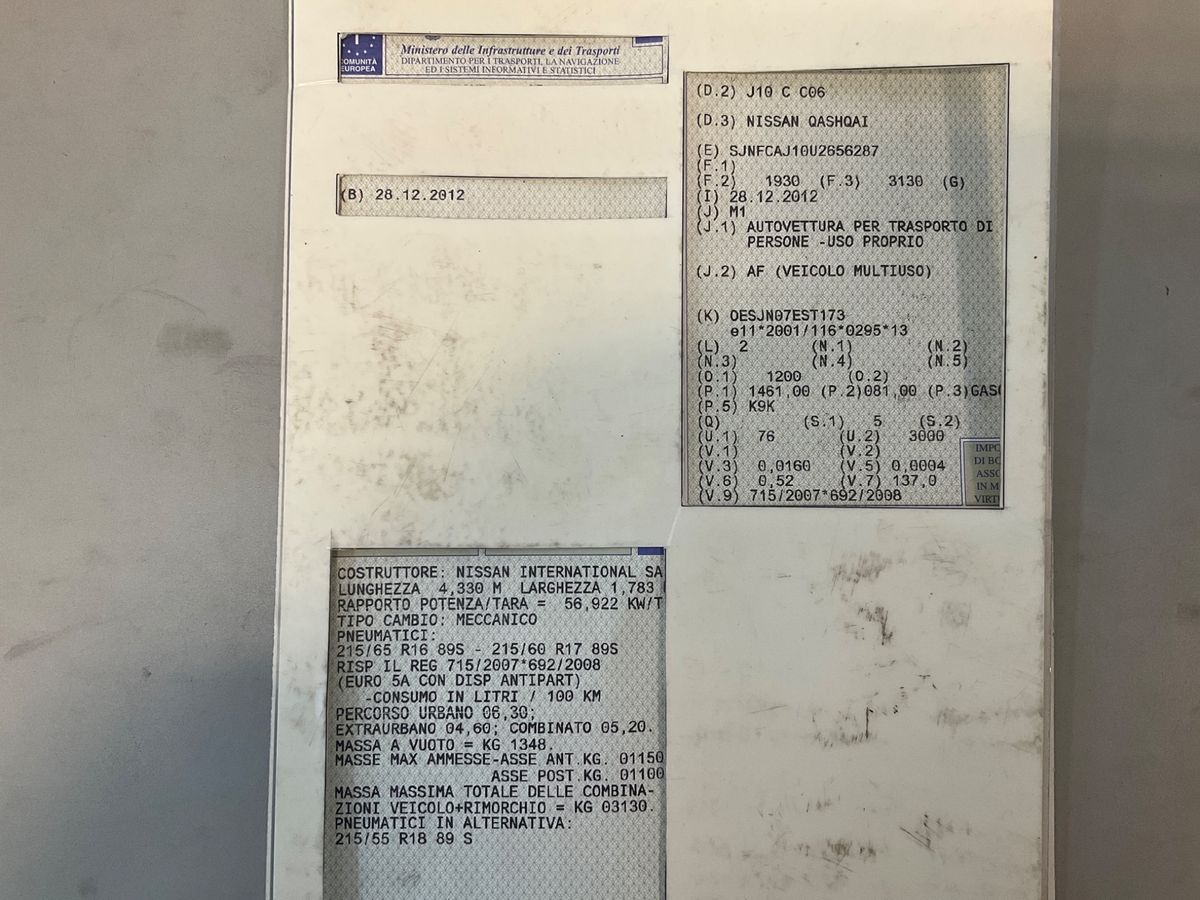 COMUNITÀ
EUROPEA
Ministero delle Infrastrutture e dei Trasporti
DIPARTIMENTO PER I TRASPORTI, LA NAVIGAZIONE
ED I SISTEMI INFORMATIVI E STATISTICI
(B) 28.12.2012
(D.2) J10 C C06
(D.3) NISSAN QASHQAI
(E) SJNFCAJ10U2656287
(F.1)
(F.2) 1930 (F.3) 3130 (G)
(I) 28.12.2012
(J) M1
(J.1) AUTOVETTURA PER TRASPORTO DI
PERSONE -USO PROPRIO
(J.2) AF (VEICOLO MULTIUSO)
(K) OESJN07EST173
e11*2001/116*0295*13
(L) 2 (N.1) (N.2)
(N.3) (N.4) (N.5)
(O.1) 1200 (O.2)
(P.1) 1461,00 (P.2)081,00 (P.3)GAS
(P.5) K9K
(Q) (S.1) 5 (S.2)
(U.1) 76 (U.2) 3000
(V.1) (V.2)
(V.3) 0,0160 (V.5) 0,0004
(V.6) 0,52 (V.7) 137,0
(V.9) 715/2007*692/2008
IMPO
DI BO
ASSO
IN M
VIRT
COSTRUTTORE: NISSAN INTERNATIONAL SA
LUNGHEZZA 4,330 M LARGHEZZA 1,783
RAPPORTO POTENZA/TARA = 56,922 KW/T
TIPO CAMBIO: MECCANICO
PNEUMATICI:
215/65 R16 89S - 215/60 R17 89S
RISP IL REG 715/2007*692/2008
(EURO 5A CON DISP ANTIPART)
-CONSUMO IN LITRI / 100 KM
PERCORSO URBANO 06,30;
EXTRAURBANO 04,60; COMBINATO 05,20.
MASSA A VUOTO = KG 1348.
MASSE MAX AMMESSE-ASSE ANT.KG. 01150
ASSE POST.KG. 01100
MASSA MASSIMA TOTALE DELLE COMBINA-
ZIONI VEICOLO+RIMORCHIO = KG 03130.
PNEUMATICI IN ALTERNATIVA:
215/55 R18 89 S